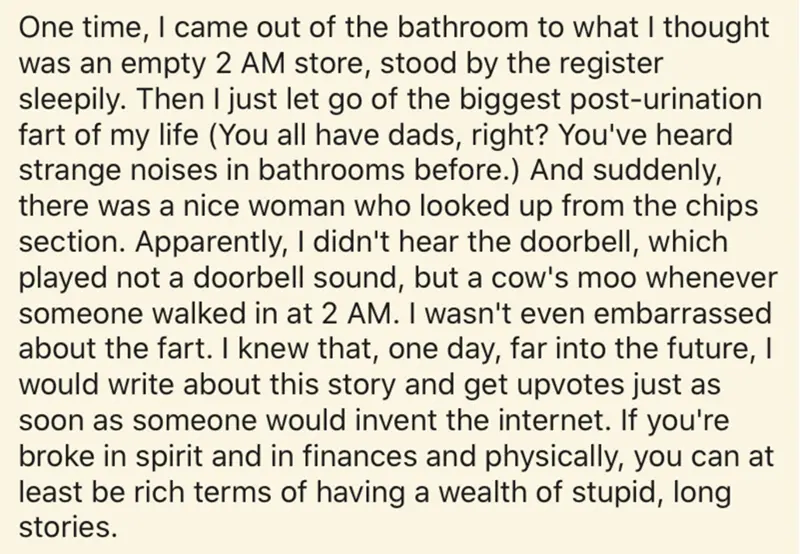 One time, I came out of the bathroom to what I thought
was an empty 2 AM store, stood by the register
sleepily. Then I just let go of the biggest post-urination
fart of my life (You all have dads, right? You've heard
strange noises in bathrooms before.) And suddenly,
there was a nice woman who looked up from the chips
section. Apparently, I didn't hear the doorbell, which
played not a doorbell sound, but a cow's moo whenever
someone walked in at 2 AM. I wasn't even embarrassed
about the fart. I knew that, one day, far into the future, I
would write about this story and get upvotes just as
soon as someone would invent the internet. If you're
broke in spirit and in finances and physically, you can at
least be rich terms of having a wealth of stupid, long
stories.